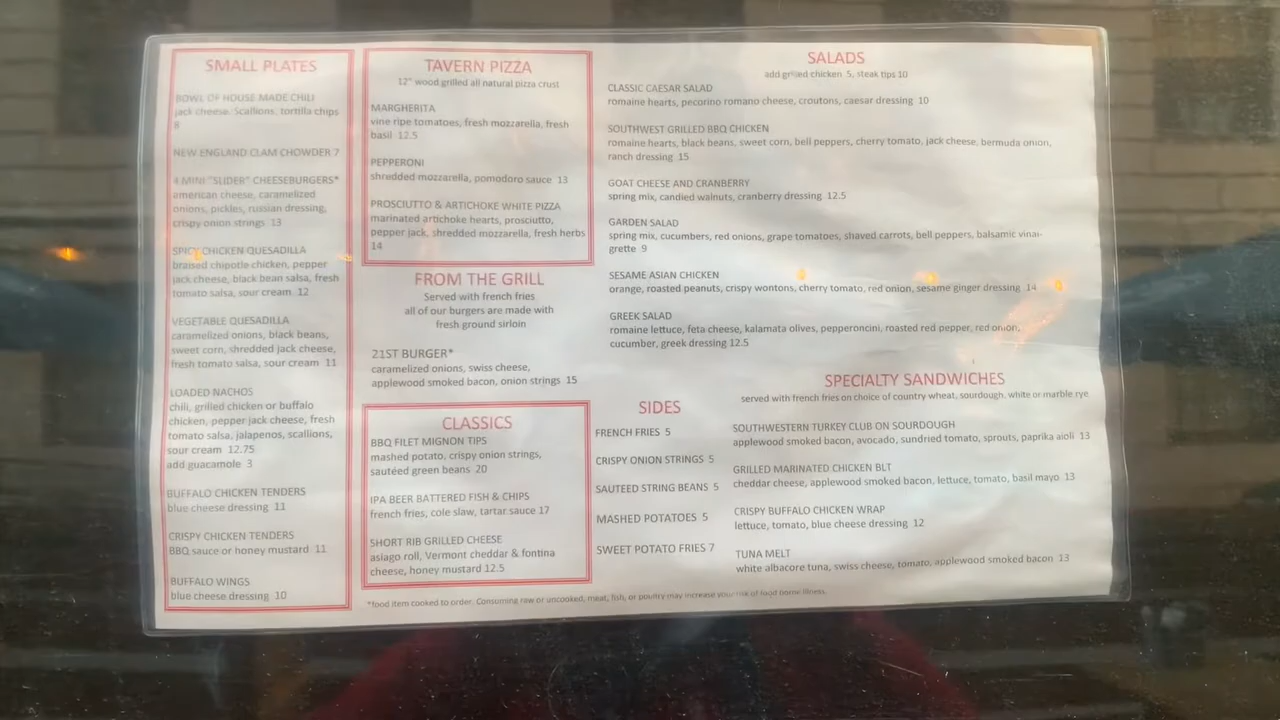 SMALL PLATES
BOWL OF HOUSE MADE CHILI
jack cheese. Scallions, tortilla chips
8
NEW ENGLAND CLAM CHOWDER 7
4 MINI "SLIDER" CHEESEBURGERS*
american cheese, caramelized
onions, pickles, russian dressing,
crispy onion strings 13
SPICY CHICKEN QUESADILLA
braised chipotle chicken, pepper
jack cheese, black bean salsa, fresh
tomato salsa, sour cream 12
VEGETABLE QUESADILLA
caramelized onions, black beans,
sweet corn, shredded jack cheese,
fresh tomato salsa, sour cream 11
LOADED NACHOS
chili, grilled chicken or buffalo
chicken, pepper jack cheese, fresh
tomato salsa, jalapenos, scallions,
sour cream 12.75
add guacamole 3
BUFFALO CHICKEN TENDERS
blue cheese dressing 11
CRISPY CHICKEN TENDERS
BBQ sauce or honey mustard 11
BUFFALO WINGS
blue cheese dressing 10
TAVERN PIZZA
12" wood grilled all natural pizza crust
MARGHERITA
vine ripe tomatoes, fresh mozzarella, fresh
basil 12.5
PEPPERONI
shredded mozzarella, pomodoro sauce 13
PROSCIUTTO & ARTICHOKE WHITE PIZZA
marinated artichoke hearts, prosciutto,
pepper jack, shredded mozzarella, fresh herbs
14
FROM THE GRILL
Served with french fries
all of our burgers are made with
fresh ground sirloin
21ST BURGER*
caramelized onions, swiss cheese,
applewood smoked bacon, onion strings 15
CLASSICS
BBQ FILET MIGNON TIPS
mashed potato, crispy onion strings,
sautéed green beans 20
IPA BEER BATTERED FISH & CHIPS
french fries, cole slaw, tartar sauce 17
SHORT RIB GRILLED CHEESE
asiago roll, Vermont cheddar & fontina
cheese, honey mustard 12.5
SALADS
add grilled chicken 5, steak tips 10
CLASSIC CAESAR SALAD
romaine hearts, pecorino romano cheese, croutons, caesar dressing 10
SOUTHWEST GRILLED BBQ CHICKEN
romaine hearts, black beans, sweet corn, bell peppers, cherry tomato, jack cheese, bermuda onion,
ranch dressing 15
GOAT CHEESE AND CRANBERRY
spring mix, candied walnuts, cranberry dressing 12.5
GARDEN SALAD
spring mix, cucumbers, red onions, grape tomatoes, shaved carrots, bell peppers, balsamic vinai-
grette 9
SESAME ASIAN CHICKEN
orange, roasted peanuts, crispy wontons, cherry tomato, red onion, sesame ginger dressing 14
GREEK SALAD
romaine lettuce, feta cheese, kalamata olives, pepperoncini, roasted red pepper, red onion,
cucumber, greek dressing 12.5
SIDES
FRENCH FRIES 5
CRISPY ONION STRINGS 5
SAUTEED STRING BEANS 5
MASHED POTATOES 5
SWEET POTATO FRIES 7
SPECIALTY SANDWICHES
served with french fries on choice of country wheat, sourdough, white or marble rye
SOUTHWESTERN TURKEY CLUB ON SOURDOUGH
applewood smoked bacon, avocado, sundried tomato, sprouts, paprika aioli 13
GRILLED MARINATED CHICKEN BLT
cheddar cheese, applewood smoked bacon, lettuce, tomato, basil mayo 13
CRISPY BUFFALO CHICKEN WRAP
lettuce, tomato, blue cheese dressing 12
TUNA MELT
white albacore tuna, swiss cheese, tomato, applewood smoked bacon 13
*food item cooked to order. Consuming raw or uncooked, meat, fish, or poultry may increase your risk of food borne illness.